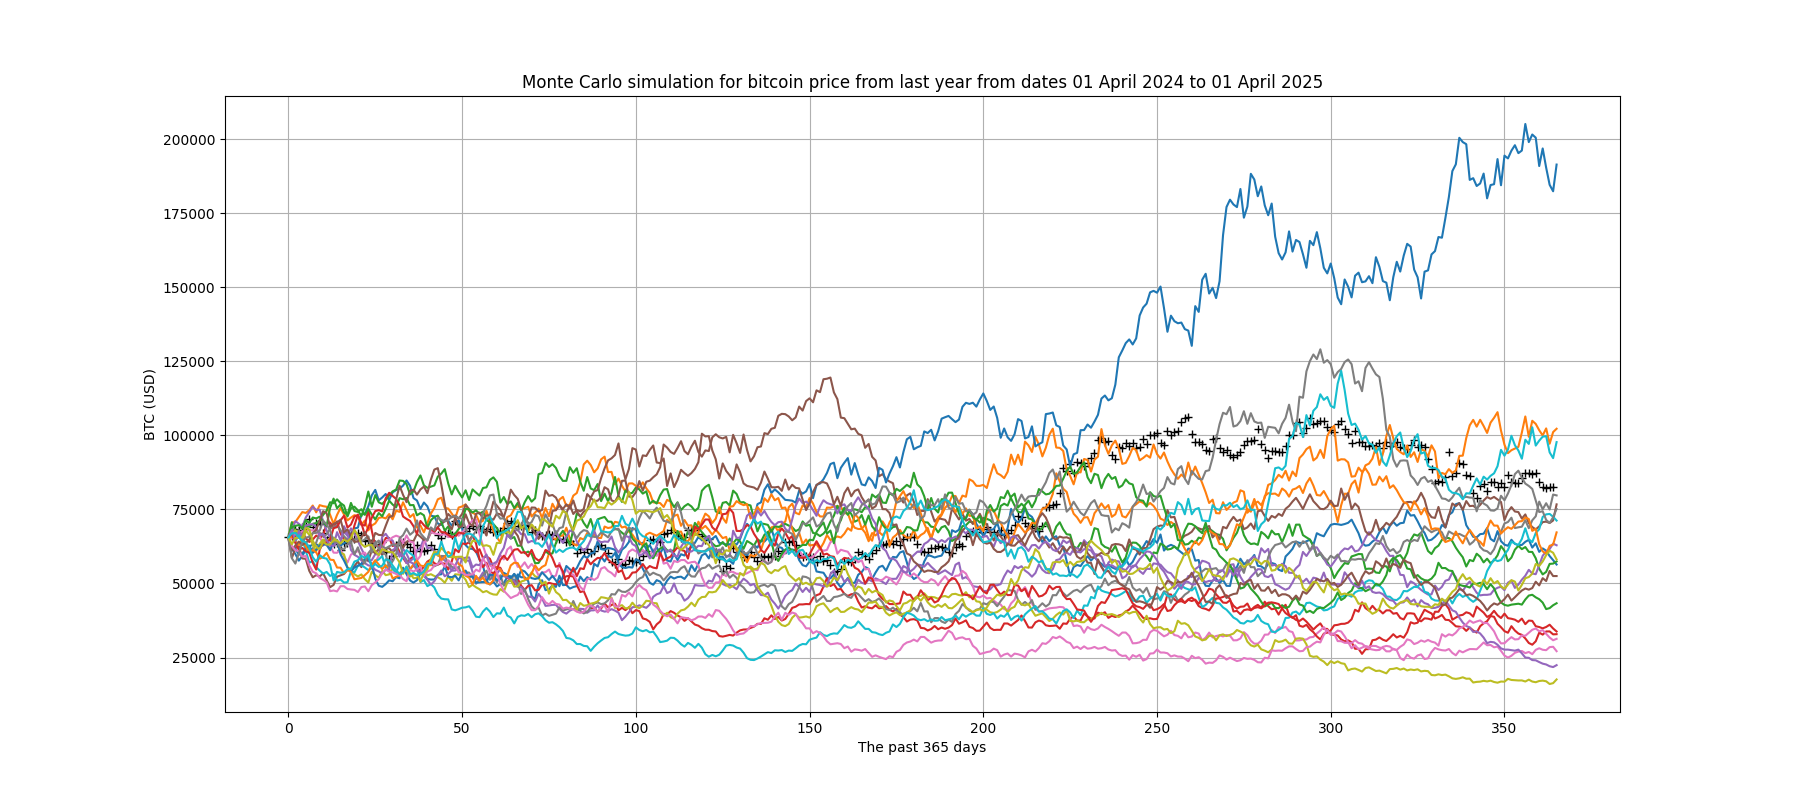 Monte Carlo simulation for bitcoin price from last year from dates 01 April 2024 to 01 April 2025
200000
175000
150000
125000
100000
75000
50000
25000
BTC (USD)
0 50 100 150 200 250 300 350
The past 365 days